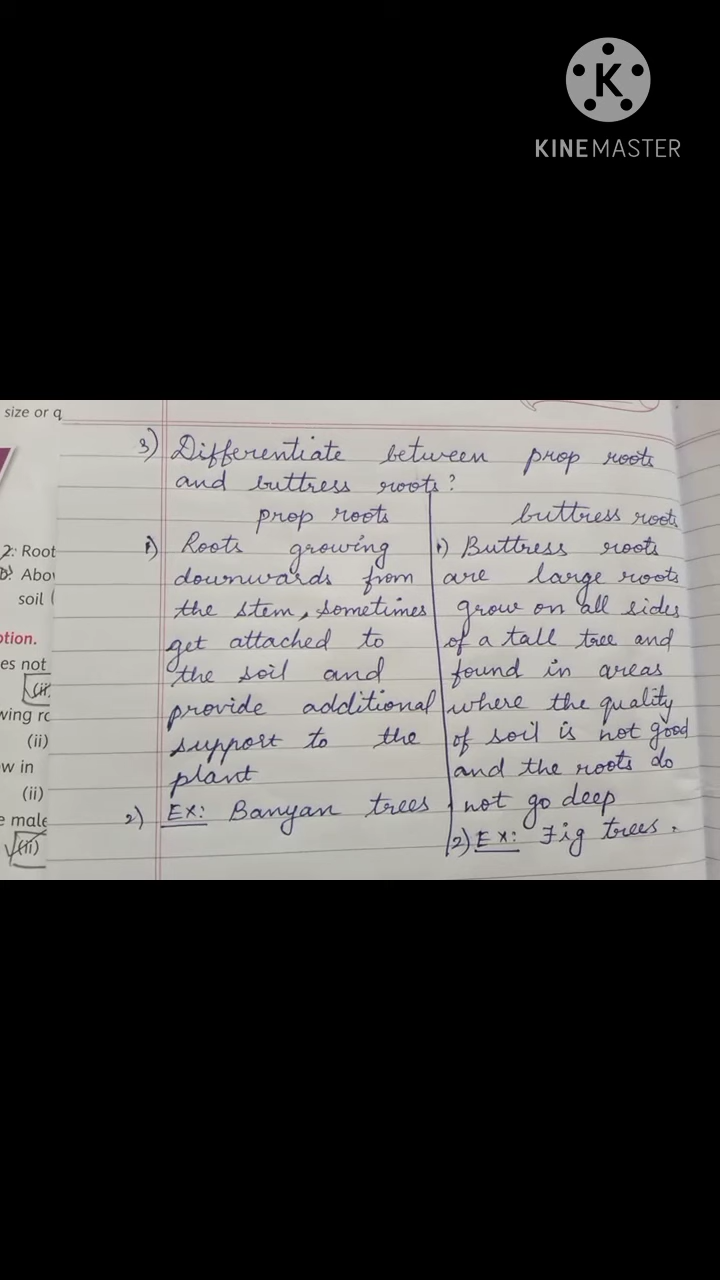 K
KINEMASTER
size or q
3) Differentiate between prop roots
and buttress roots?
prop roots
1) Roots growing
downwards from
the stem, sometimes
get attached to
the soil and
provide additional
support to the
plant
2) Ex: Banyan trees
buttress roots
1) Buttress roots
are large roots
grow on all sides
of a tall tree and
found in areas
where the quality
of soil is not good
and the roots do
not go deep
2) Ex: Fig trees.
2. Root
b. Abo
soil (
otion.
es not
(ii)
wing ro
(ii)
w in
(ii)
e male
(ii)